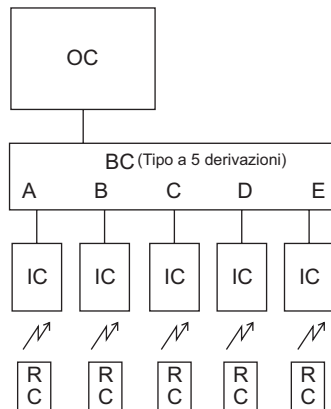 OC
BC (Tipo a 5 derivazioni)
A B C D E
IC IC IC IC IC
R R R R R
C C C C C